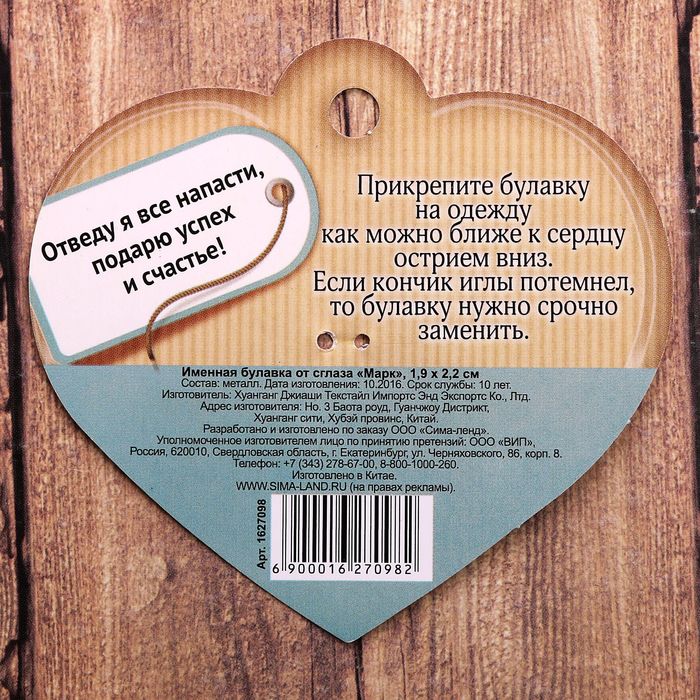 Отведу я все напасти,
подарю успех
и счастье!
Прикрепите булавку
на одежду
как можно ближе к сердцу
острием вниз.
Если кончик иглы потемнел,
то булавку нужно срочно
заменить.
Именная булавка от сглаза «Марк», 1,9 х 2,2 см
Состав: металл. Дата изготовления: 10.2016. Срок службы: 10 лет.
Изготовитель: Хуанганг Джиаши Текстайл Импортс Энд Экспортс Ко., Лтд.
Адрес изготовителя: Но. 3 Баота роуд, Гуанчжоу Дистрикт,
Хуанганг сити, Хубэй провинс, Китай.
Разработано и изготовлено по заказу ООО «Сима-ленд».
Уполномоченное изготовителем лицо по принятию претензий: ООО «ВИП»,
Россия, 620010, Свердловская область, г. Екатеринбург, ул. Черняховского, 86, корп. 8.
Телефон: +7 (343) 278-67-00, 8-800-1000-260.
Изготовлено в Китае.
WWW.SIMA-LAND.RU (на правах рекламы).
Арт. 1627098
6 900016 270982